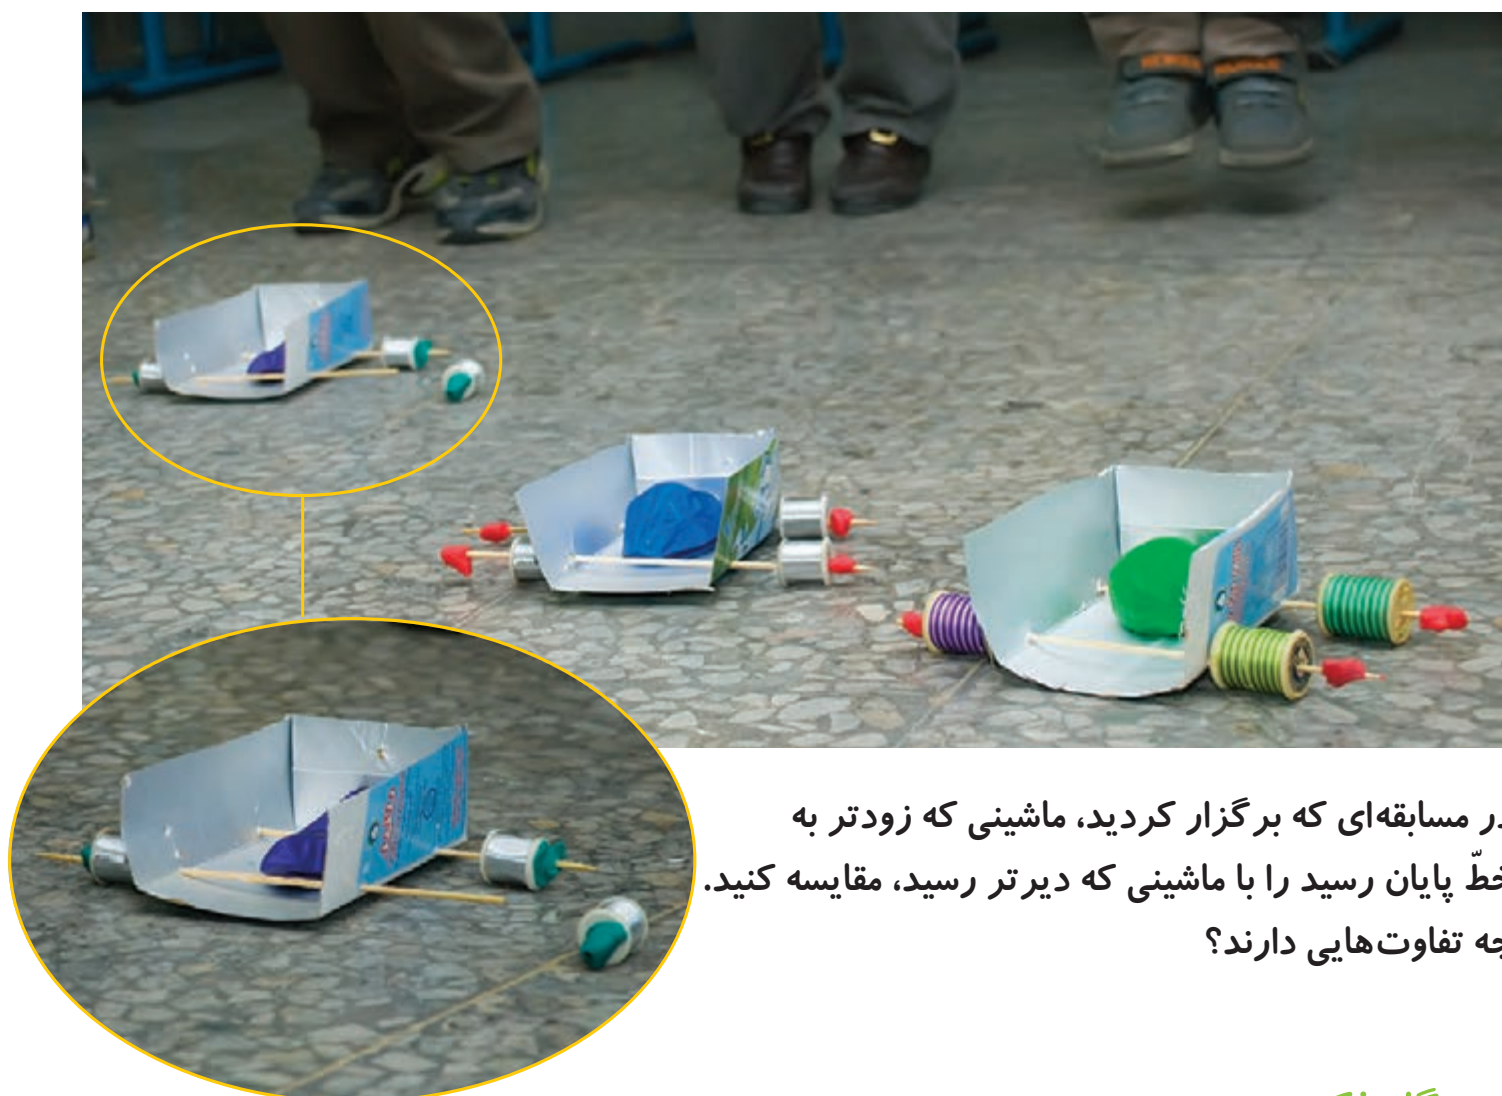 در مسابقه‌ای که برگزار کردید، ماشینی که زودتر به
خطّ پایان رسید را با ماشینی که دیرتر رسید، مقایسه کنید.
چه تفاوت‌هایی دارند؟